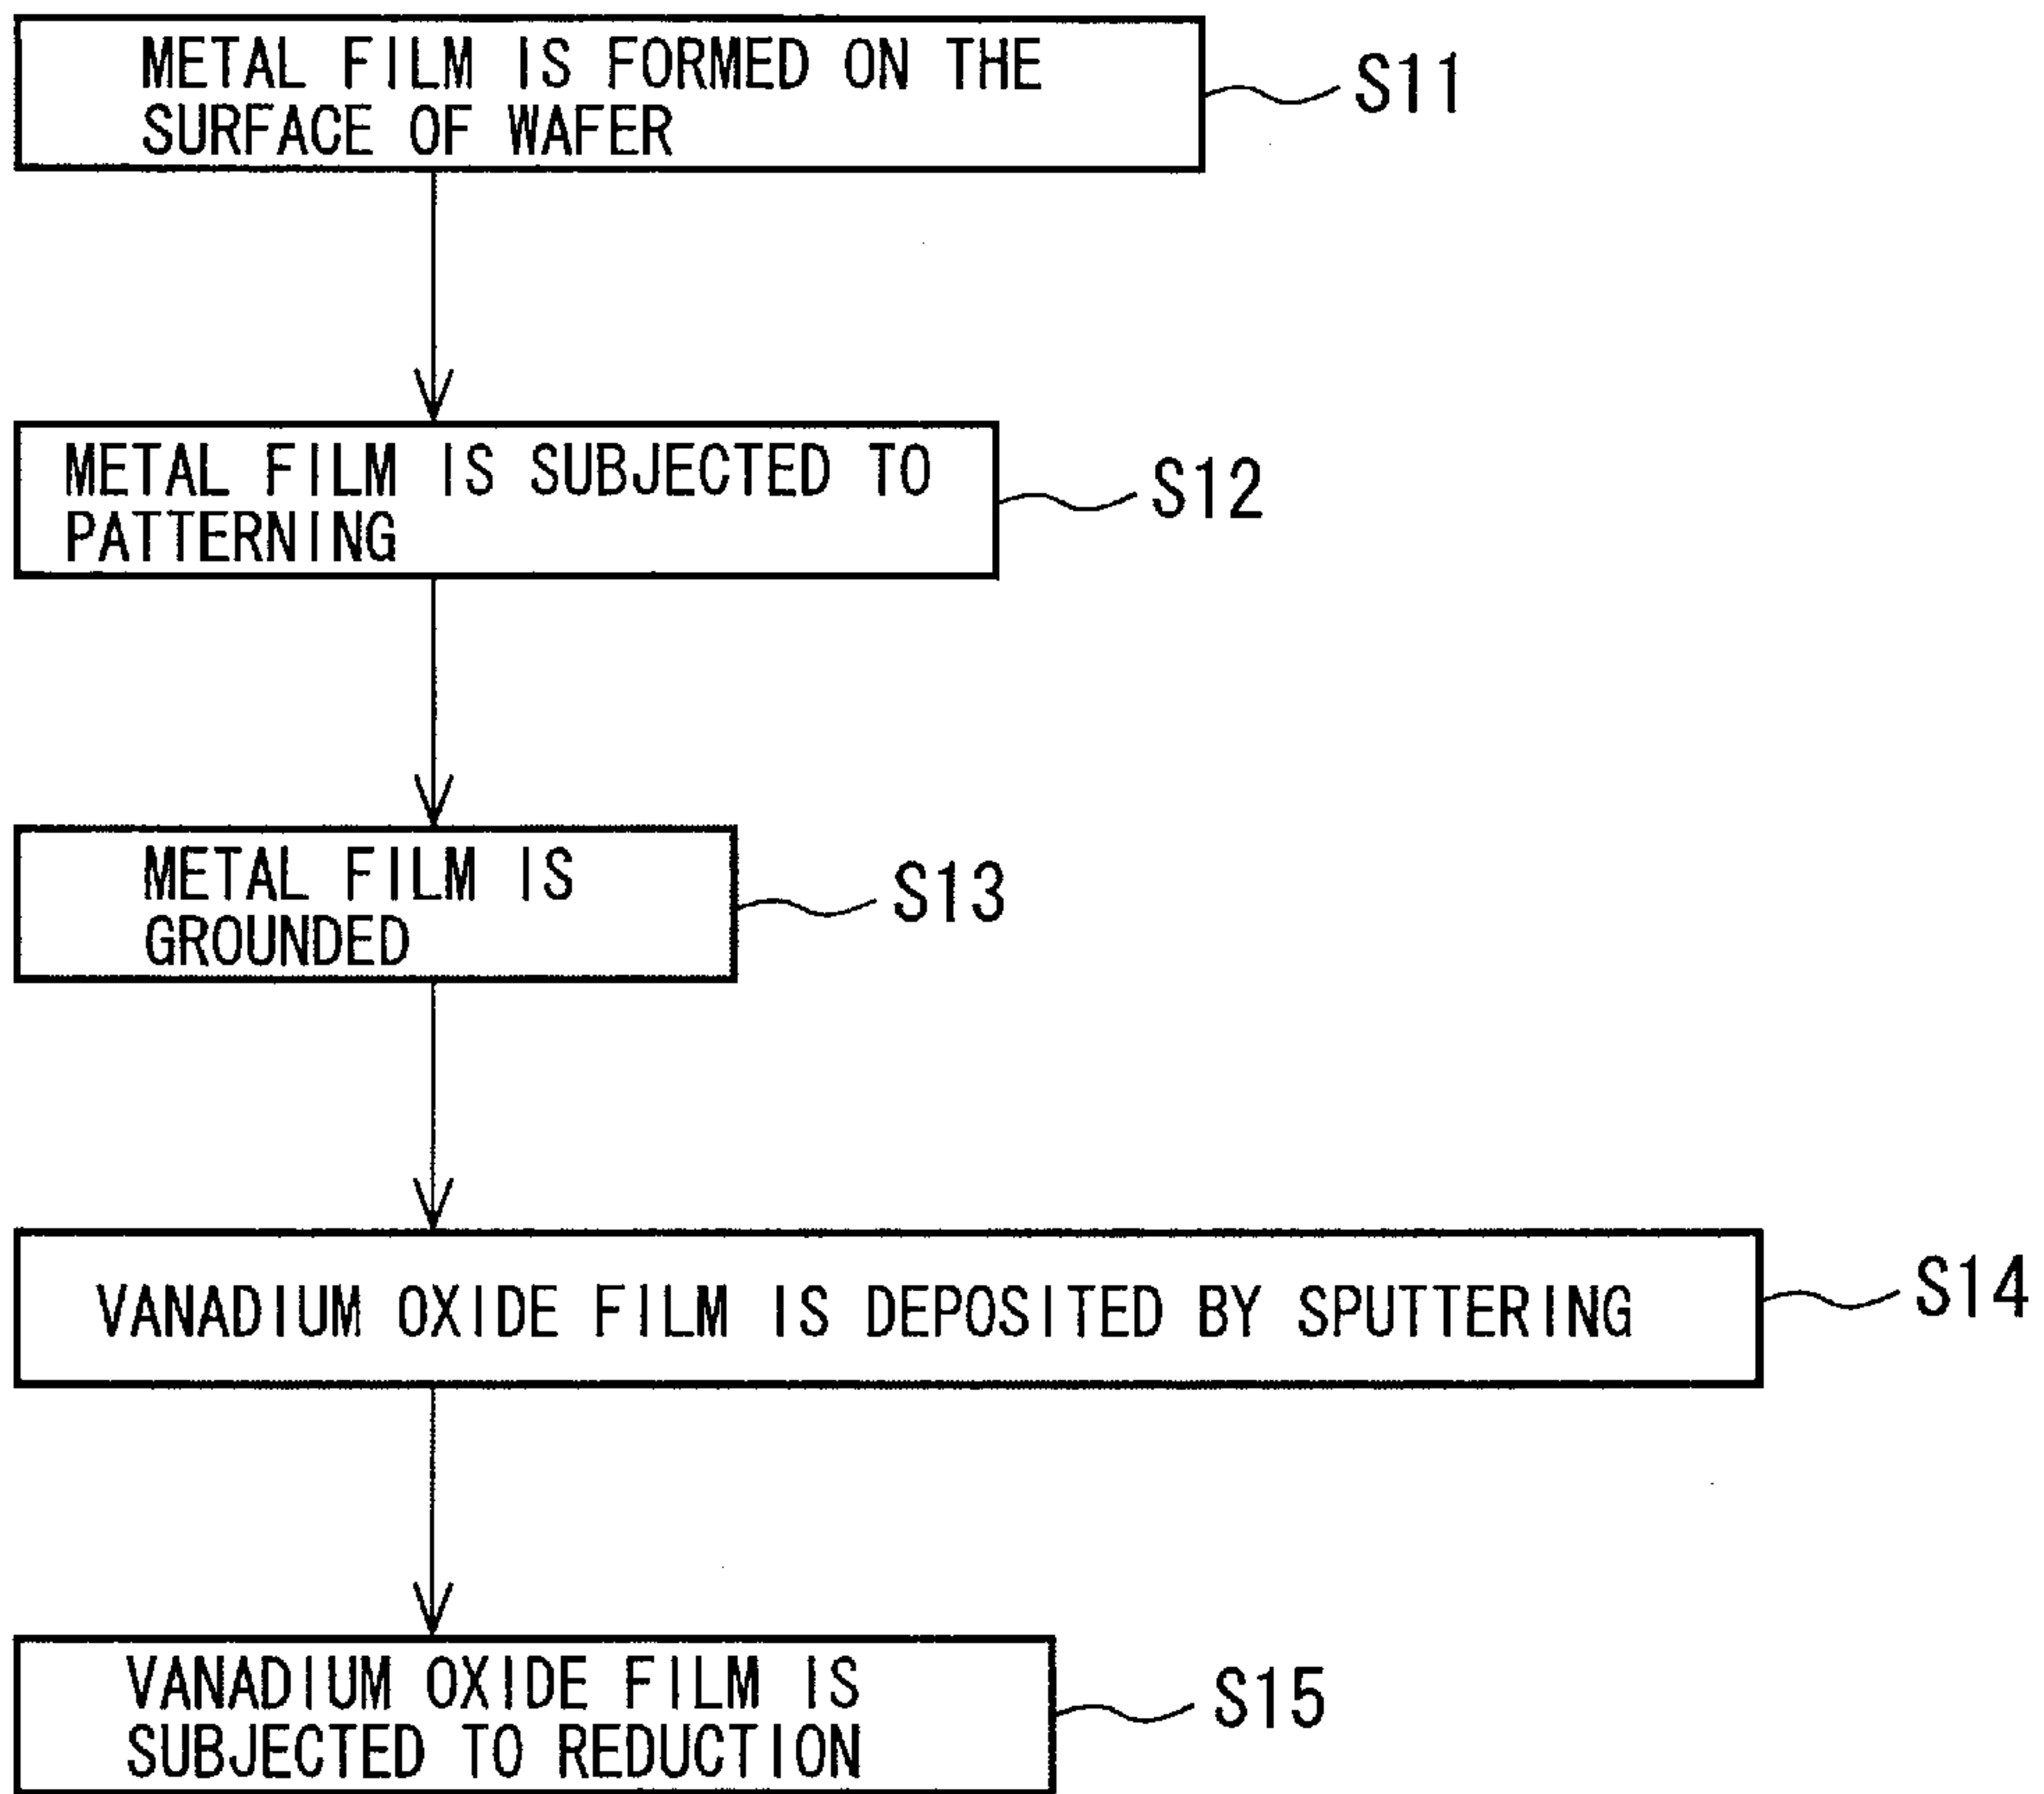 METAL FILM IS FORMED ON THE
SURFACE OF WAFER
S11
METAL FILM IS SUBJECTED TO
PATTERNING
S12
METAL FILM IS
GROUNDED
S13
VANADIUM OXIDE FILM IS DEPOSITED BY SPUTTERING
S14
VANADIUM OXIDE FILM IS
SUBJECTED TO REDUCTION
S15